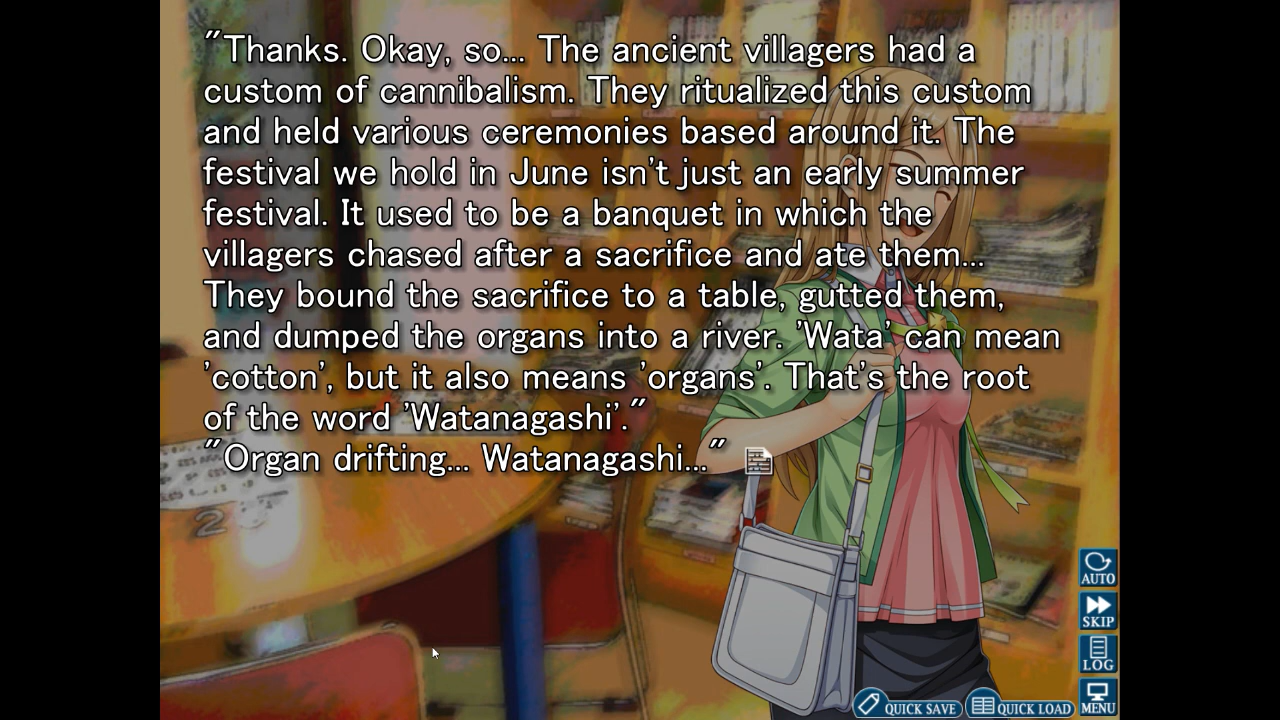 "Thanks. Okay, so... The ancient villagers had a
custom of cannibalism. They ritualized this custom
and held various ceremonies based around it. The
festival we hold in June isn't just an early summer
festival. It used to be a banquet in which the
villagers chased after a sacrifice and ate them...
They bound the sacrifice to a table, gutted them,
and dumped the organs into a river. 'Wata' can mean
'cotton', but it also means 'organs'. That's the root
of the word 'Watanagashi'."
"Organ drifting... Watanagashi..."
2
AUTO
SKIP
LOG
MENU
QUICK SAVE
QUICK LOAD